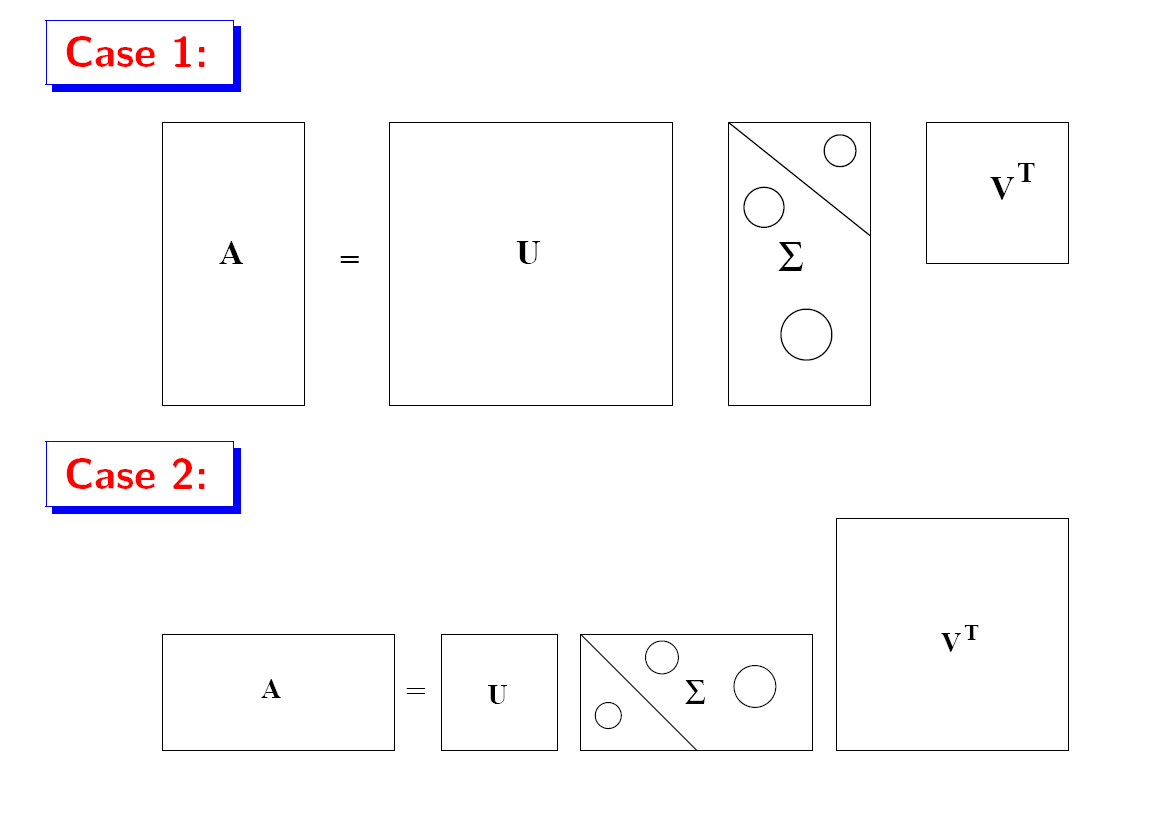 Case 1:
A = U Σ V^T
Case 2:
A = U Σ V^T